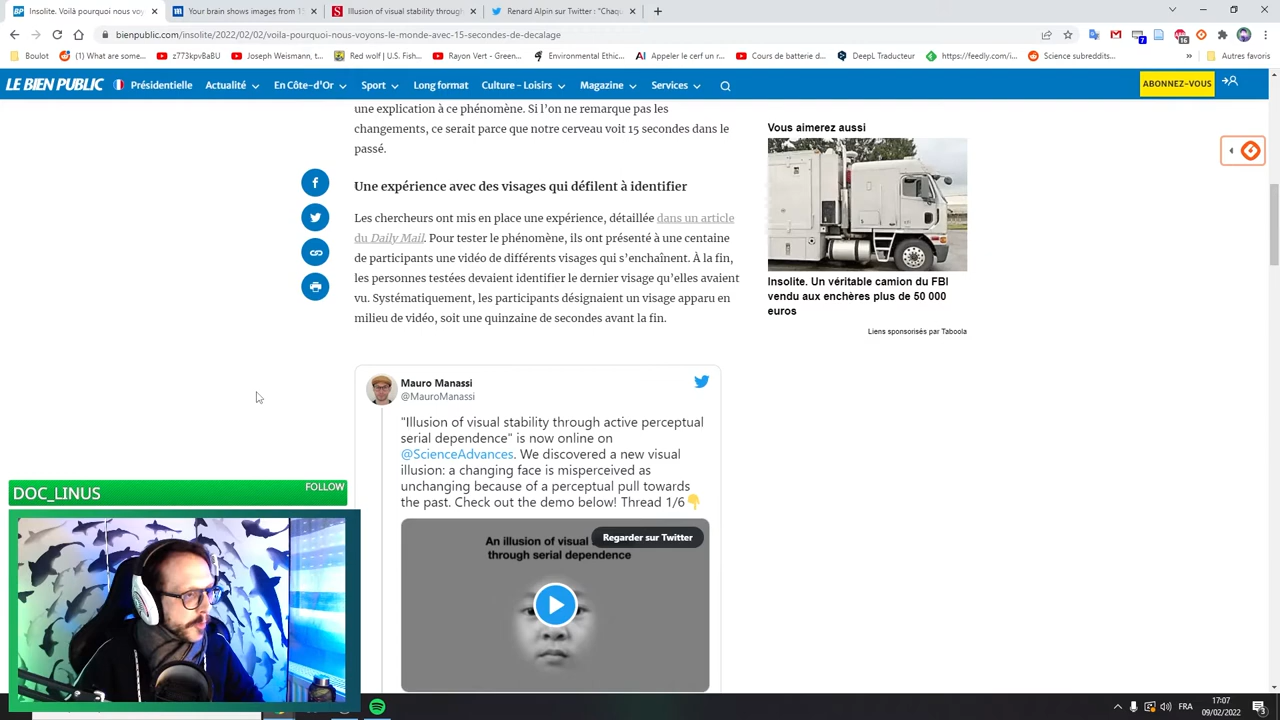 Insolite. Voilà pourquoi nous voy
Your brain shows images from 15
Illusion of visual stability through
Renard Alpin sur Twitter : "Chaqu
bienpublic.com/insolite/2022/02/02/voila-pourquoi-nous-voyons-le-monde-avec-15-secondes-de-decalage
Boulot
(1) What are some...
z773kpvBaBU
Joseph Weismann, t...
Red wolf | U.S. Fish...
Rayon Vert - Green...
Environmental Ethic...
Appeler le cerf un r...
Cours de batterie d...
DeepL Traducteur
https://feedly.com/i...
Science subreddits...
»
Autres favoris
LE BIEN PUBLIC
Présidentielle
Actualité
En Côte-d'Or
Sport
Long format
Culture - Loisirs
Magazine
Services
ABONNEZ-VOUS
une explication à ce phénomène. Si l'on ne remarque pas les
changements, ce serait parce que notre cerveau voit 15 secondes dans le
passé.
Une expérience avec des visages qui défilent à identifier
Les chercheurs ont mis en place une expérience, détaillée dans un article
du Daily Mail. Pour tester le phénomène, ils ont présenté à une centaine
de participants une vidéo de différents visages qui s'enchaînent. À la fin,
les personnes testées devaient identifier le dernier visage qu'elles avaient
vu. Systématiquement, les participants désignaient un visage apparu en
milieu de vidéo, soit une quinzaine de secondes avant la fin.
Vous aimerez aussi
Insolite. Un véritable camion du FBI
vendu aux enchères plus de 50 000
euros
Liens sponsorisés par Taboola
Mauro Manassi
@MauroManassi
"Illusion of visual stability through active perceptual
serial dependence" is now online on
@ScienceAdvances. We discovered a new visual
illusion: a changing face is misperceived as
unchanging because of a perceptual pull towards
the past. Check out the demo below! Thread 1/6👇
An illusion of visual
through serial dependence
Regarder sur Twitter
DOC_LINUS
FOLLOW
FRA
17:07
09/02/2022